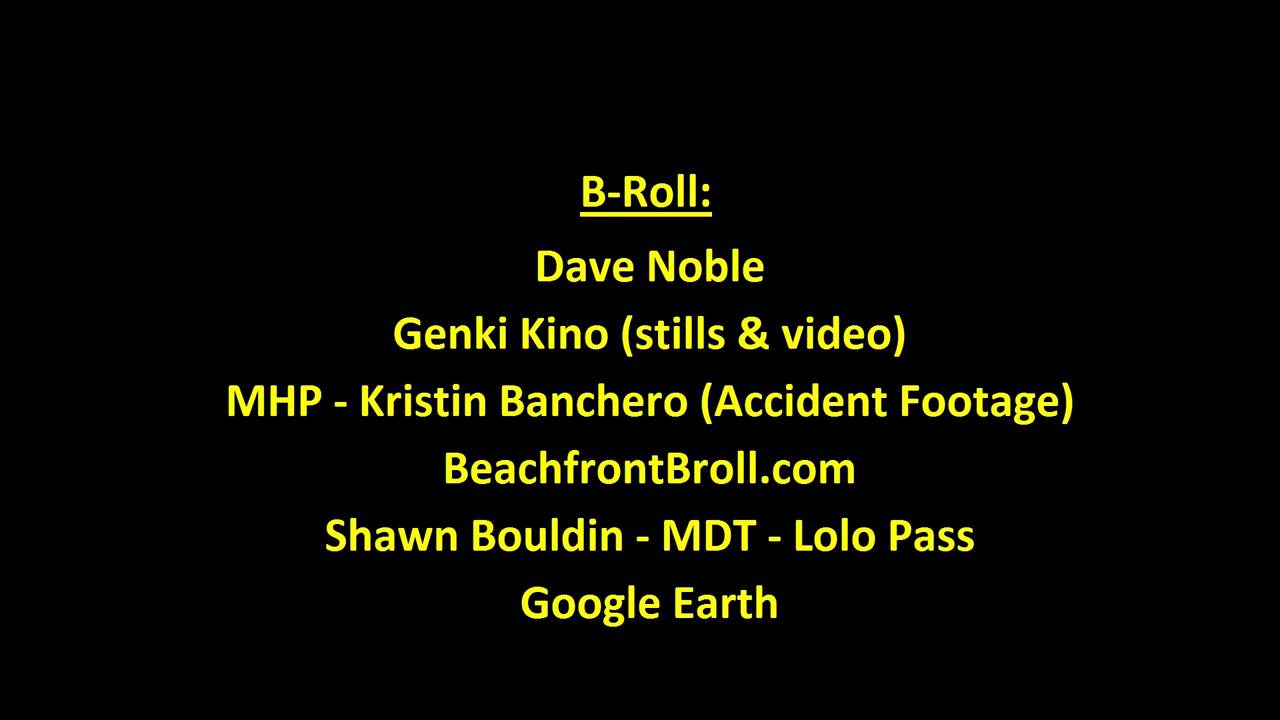 B-Roll:
Dave Noble
Genki Kino (stills & video)
MHP - Kristin Banchero (Accident Footage)
BeachfrontBroll.com
Shawn Bouldin - MDT - Lolo Pass
Google Earth